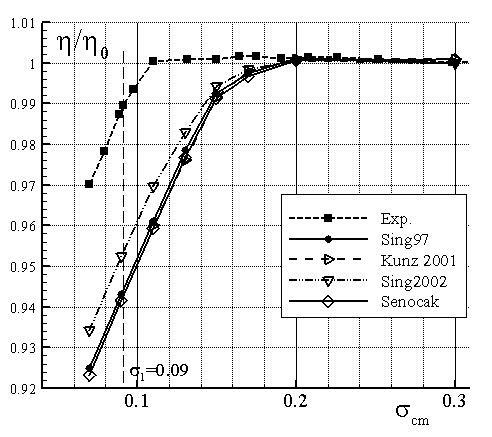 1.01
η/η0
1
0.99
0.98
0.97
0.96
0.95
0.94
0.93
0.92
Exp.
Sing97
Kunz 2001
Sing2002
Senocak
σ1=0.09
0.1
0.2
0.3
σcm